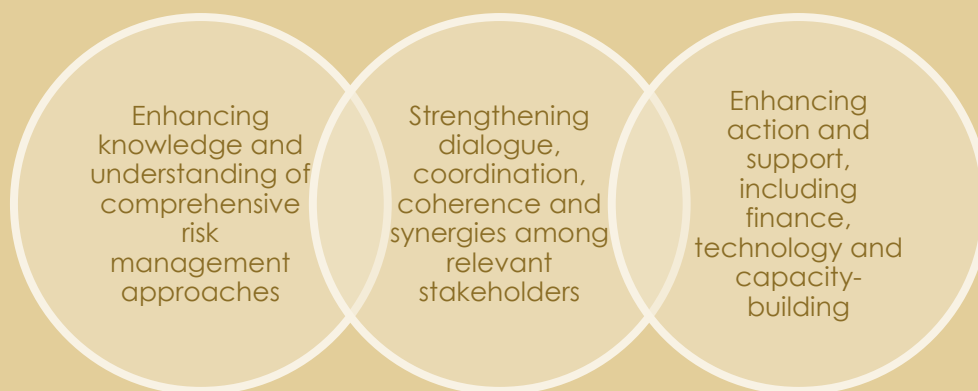 Enhancing
knowledge and
understanding of
comprehensive
risk
management
approaches
Strengthening
dialogue,
coordination,
coherence and
synergies among
relevant
stakeholders
Enhancing
action and
support,
including
finance,
technology and
capacity-
building